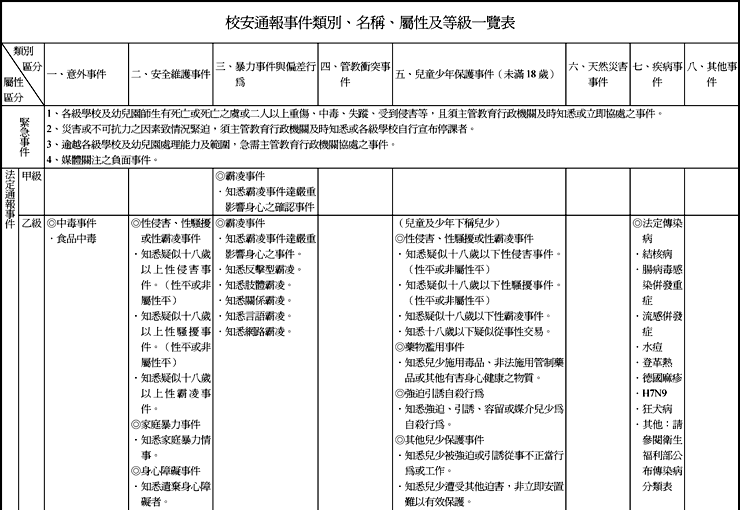 校安通報事件類別、名稱、屬性及等級一覽表
類別
區分
屬性
區分
一、意外事件
二、安全維護事件
三、暴力事件與偏差行
為
四、管教衝突事
件
五、兒童少年保護事件（未滿 18 歲）
六、天然災害
事件
七、疾病事
件
八、其他事
件
緊急事件
1、各級學校及幼兒園師生有死亡或死亡之虞或二人以上重傷、中毒、失蹤、受到侵害等，且須主管教育行政機關及時知悉或立即協處之事件。
2、災害或不可抗力之因素致情況緊迫，須主管教育行政機關及時知悉或各級學校自行宣布停課者。
3、逾越各級學校及幼兒園處理能力及範圍，急需主管教育行政機關協處之事件。
4、媒體關注之負面事件。
法定通報事件
甲級
◎霸凌事件
‧知悉霸凌事件達嚴重
影響身心之確認事件
乙級
◎中毒事件
‧食品中毒
◎性侵害、性騷擾
或性霸凌事件
‧知悉疑似十八歲
以上性侵害事
件。（性平或非
屬性平）
‧知悉疑似十八歲
以上性騷擾事
件。（性平或非
屬性平）
‧知悉疑似十八歲
以上性霸凌事
件。
◎家庭暴力事件
‧知悉家庭暴力情
事。
◎身心障礙事件
‧知悉遺棄身心障
礙者。
◎霸凌事件
‧知悉霸凌事件達嚴重
影響身心之事件。
‧知悉反擊型霸凌。
‧知悉肢體霸凌。
‧知悉關係霸凌。
‧知悉言語霸凌。
‧知悉網路霸凌。
（兒童及少年下稱兒少）
◎性侵害、性騷擾或性霸凌事件
‧知悉疑似十八歲以下性侵害事件。
（性平或非屬性平）
‧知悉疑似十八歲以下性騷擾事件。
（性平或非屬性平）
‧知悉疑似十八歲以下性霸凌事件。
‧知悉十八歲以下疑似從事性交易。
◎藥物濫用事件
‧知悉兒少施用毒品、非法施用管制藥
品或其他有害身心健康之物質。
◎強迫引誘自殺行為
‧知悉強迫、引誘、容留或媒介兒少為
自殺行為。
◎其他兒少保護事件
‧知悉兒少被強迫或引誘從事不正當行
為或工作。
‧知悉兒少遭受其他迫害，非立即安置
難以有效保護。
◎法定傳染
病
‧結核病
‧腸病毒感
染併發重
症
‧流感併發
症
‧水痘
‧登革熱
‧德國麻疹
‧H7N9
‧狂犬病
‧其他：請
參閱衛生
福利部公
布傳染病
分類表